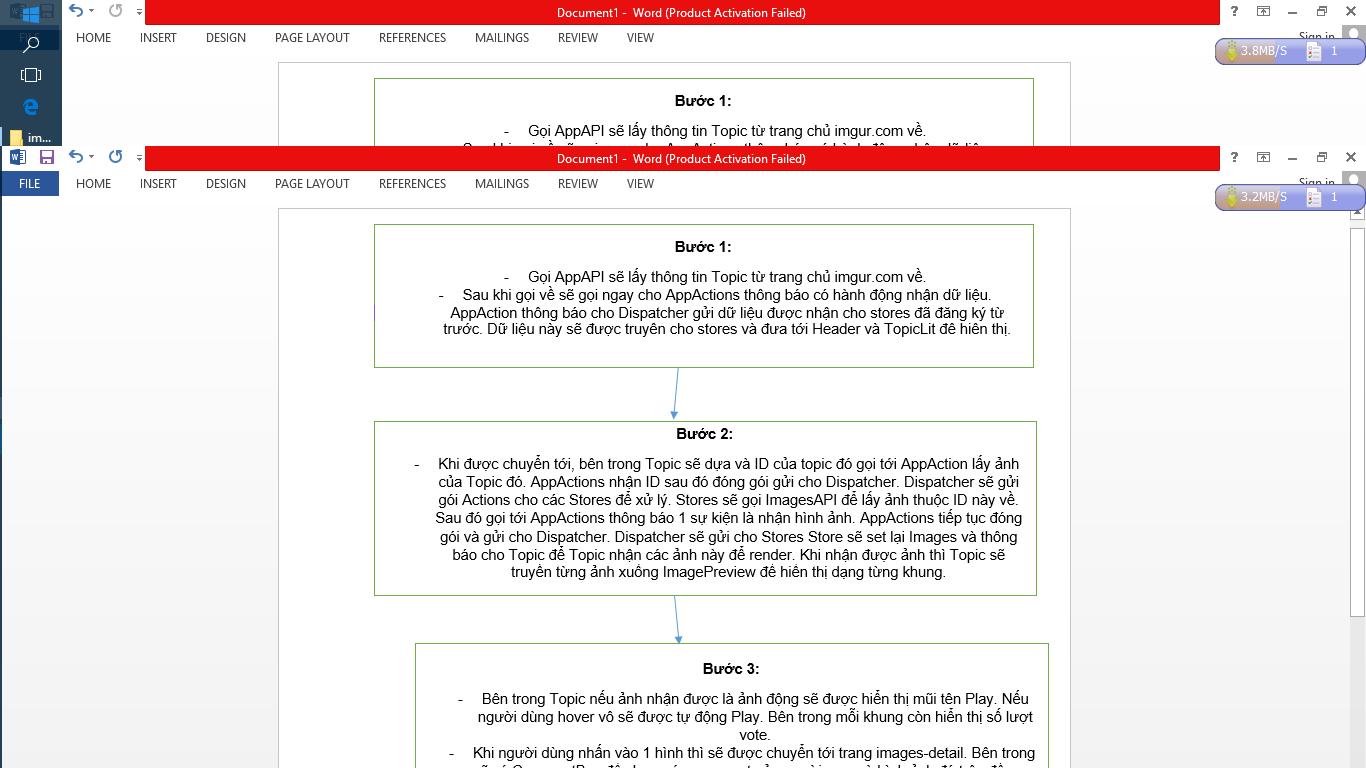 Document1 - Word (Product Activation Failed)
?
FILE
HOME INSERT DESIGN PAGE LAYOUT REFERENCES MAILINGS REVIEW VIEW
Sign in
3.8MB/S 1
Bước 1:
- Gọi AppAPI sẽ lấy thông tin Topic từ trang chủ imgur.com về.
im...
Document1 - Word (Product Activation Failed)
?
FILE HOME INSERT DESIGN PAGE LAYOUT REFERENCES MAILINGS REVIEW VIEW
Sign in
3.2MB/S 1
Bước 1:
- Gọi AppAPI sẽ lấy thông tin Topic từ trang chủ imgur.com về.
- Sau khi gọi về sẽ gọi ngay cho AppActions thông báo có hành động nhận dữ liệu.
AppAction thông báo cho Dispatcher gửi dữ liệu được nhận cho stores đã đăng ký từ
trước. Dữ liệu này sẽ được truyên cho stores và đưa tới Header và TopicLit đê hiên thị.
Bước 2:
- Khi được chuyển tới, bên trong Topic sẽ dựa và ID của topic đó gọi tới AppAction lấy ảnh
của Topic đó. AppActions nhận ID sau đó đóng gói gửi cho Dispatcher. Dispatcher sẽ gửi
gói Actions cho các Stores để xử lý. Stores sẽ gọi ImagesAPI để lấy ảnh thuộc ID này về.
Sau đó gọi tới AppActions thông báo 1 sự kiện là nhận hình ảnh. AppActions tiếp tục đóng
gói và gửi cho Dispatcher. Dispatcher sẽ gửi cho Stores Store sẽ set lại Images và thông
báo cho Topic để Topic nhận các ảnh này để render. Khi nhận được ảnh thì Topic sẽ
truyền từng ảnh xuống ImagePreview để hiển thị dạng từng khung.
Bước 3:
- Bên trong Topic nếu ảnh nhận được là ảnh động sẽ được hiển thị mũi tên Play. Nếu
người dùng hover vô sẽ được tự động Play. Bên trong mỗi khung còn hiển thị số lượt
vote.
- Khi người dùng nhấn vào 1 hình thì sẽ được chuyển tới trang images-detail. Bên trong